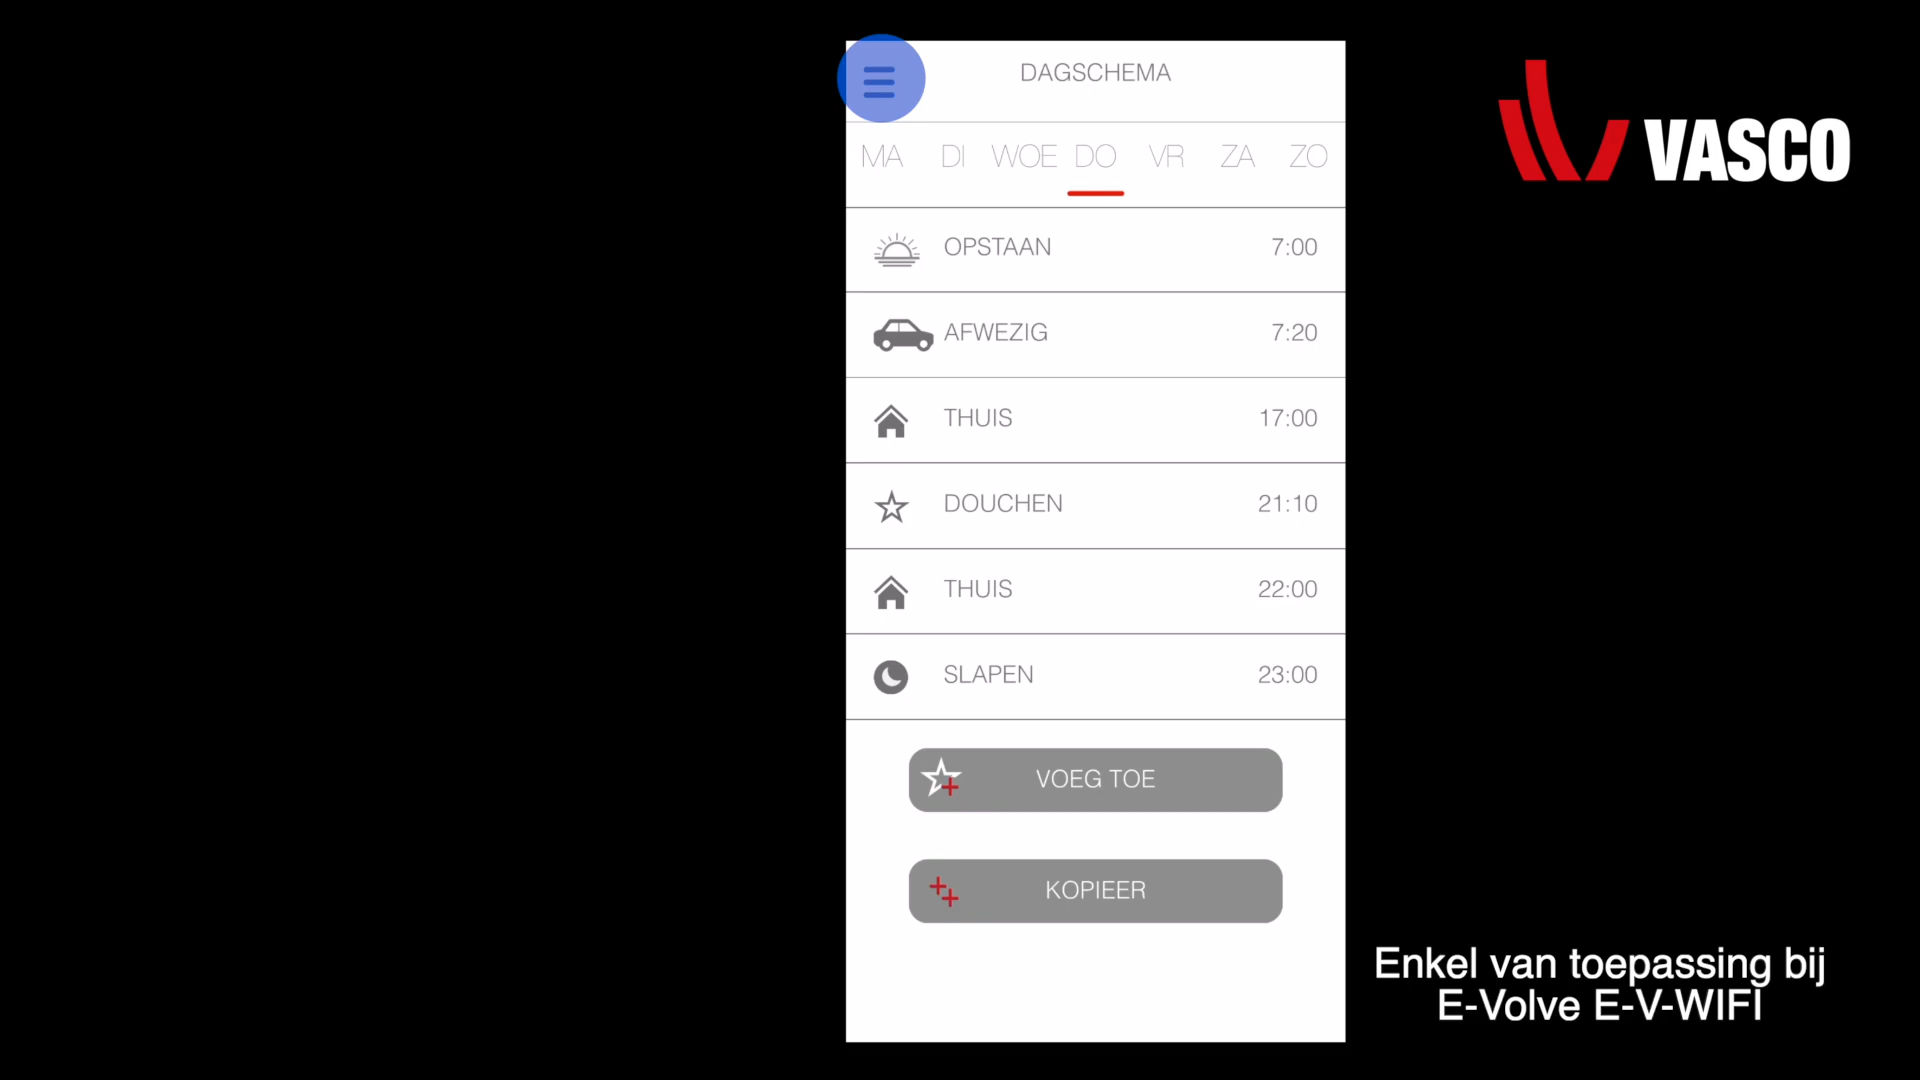 DAGSCHEMA
VASCO
MA DI WOE DO VR ZA ZO
OPSTAAN 7:00
AFWEZIG 7:20
THUIS 17:00
DOUCHEN 21:10
THUIS 22:00
SLAPEN 23:00
VOEG TOE
KOPIEER
Enkel van toepassing bij
E-Volve E-V-WIFI